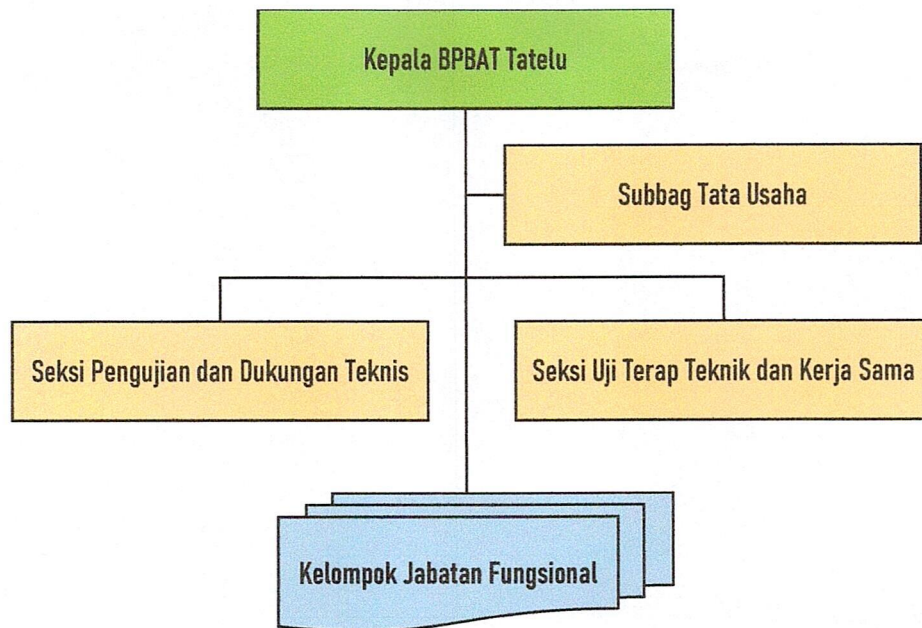 Kepala BPBAT Tatelu
Subbag Tata Usaha
Seksi Pengujian dan Dukungan Teknis
Seksi Uji Terap Teknik dan Kerja Sama
Kelompok Jabatan Fungsional